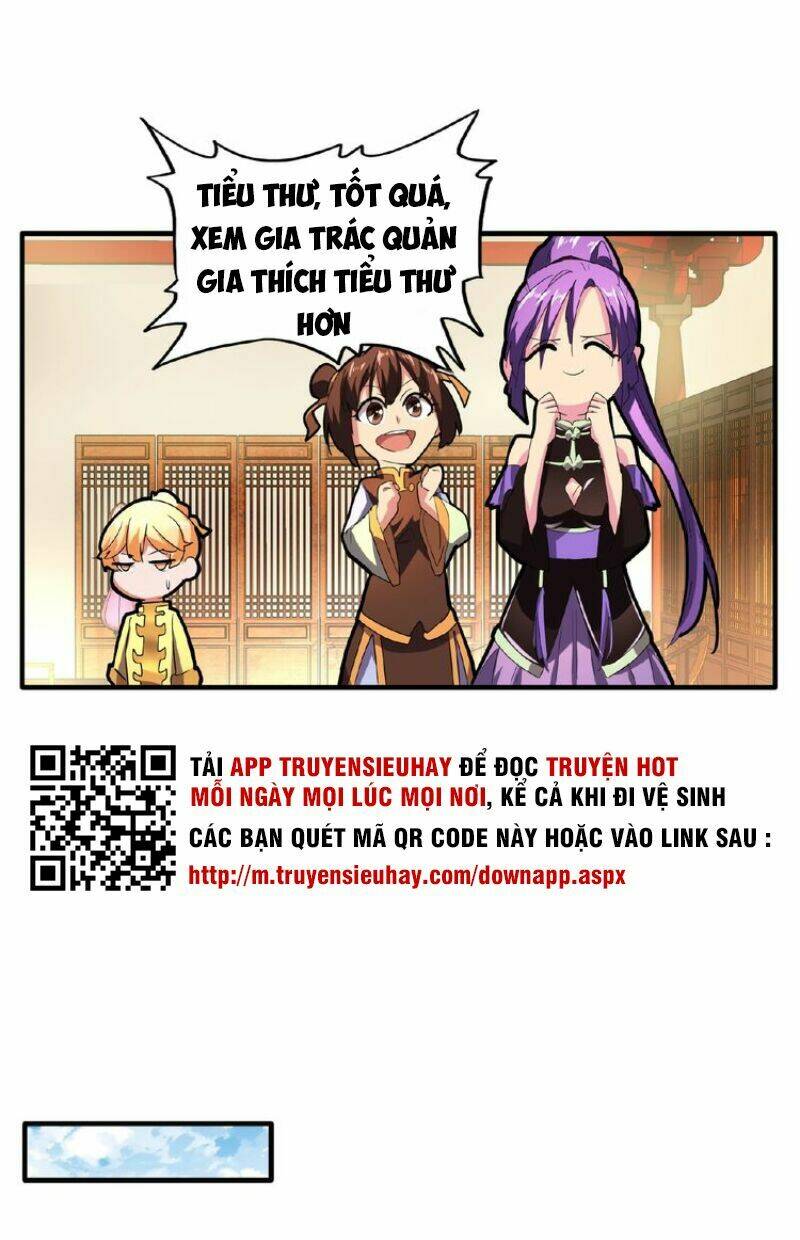 TIỂU THƯ, TỐT QUÁ,
XEM GIA TRÁC QUẢN
GIA THÍCH TIỂU THƯ
HƠN
TẢI APP TRUYENSIEUHAY ĐỂ ĐỌC TRUYỆN HOT
MỖI NGÀY MỌI LÚC MỌI NƠI, KỂ CẢ KHI ĐI VỆ SINH
CÁC BẠN QUÉT MÃ QR CODE NÀY HOẶC VÀO LINK SAU :
http://m.truyensieuhay.com/downapp.aspx